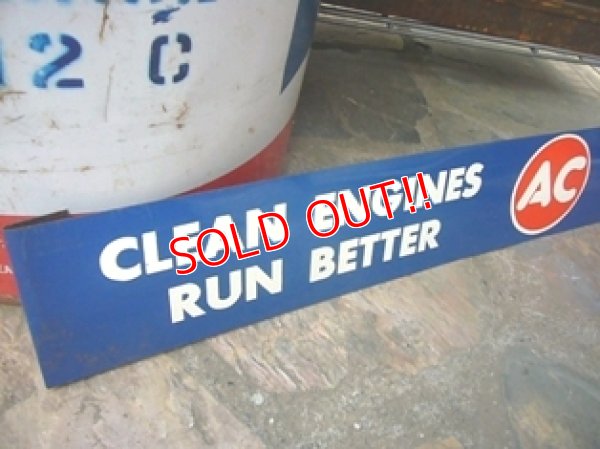 12 C
CLEAN ENGINES
RUN BETTER
AC
SOLD OUT!!